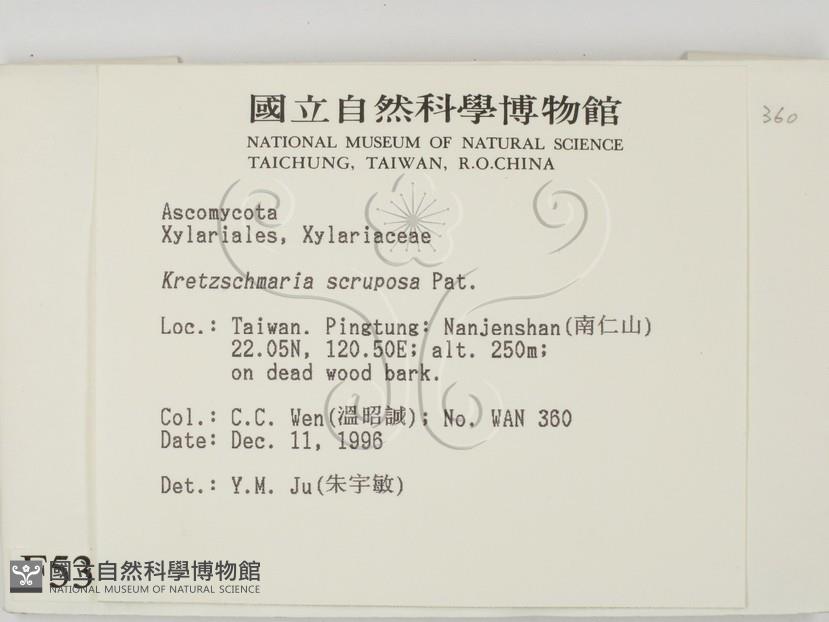 國立自然科學博物館
NATIONAL MUSEUM OF NATURAL SCIENCE
TAICHUNG, TAIWAN, R.O.CHINA
360
Ascomycota
Xylariales, Xylariaceae
Kretzschmaria scruposa Pat.
Loc.: Taiwan. Pingtung: Nanjenshan(南仁山)
22.05N, 120.50E; alt. 250m;
on dead wood bark.
Col.: C.C. Wen(溫昭誠); No. WAN 360
Date: Dec. 11, 1996
Det.: Y.M. Ju(朱宇敏)
F53
國立自然科學博物館
NATIONAL MUSEUM OF NATURAL SCIENCE